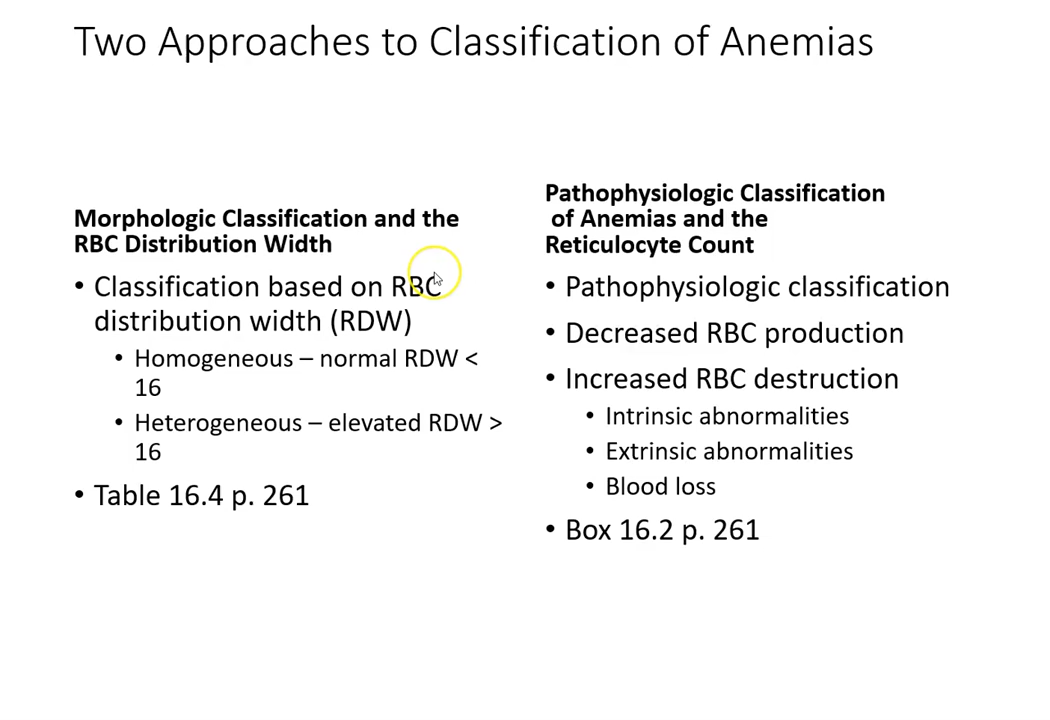 Two Approaches to Classification of Anemias
Morphologic Classification and the
RBC Distribution Width
• Classification based on RBC
distribution width (RDW)
• Homogeneous – normal RDW <
16
• Heterogeneous – elevated RDW >
16
• Table 16.4 p. 261
Pathophysiologic Classification
of Anemias and the
Reticulocyte Count
• Pathophysiologic classification
• Decreased RBC production
• Increased RBC destruction
• Intrinsic abnormalities
• Extrinsic abnormalities
• Blood loss
• Box 16.2 p. 261